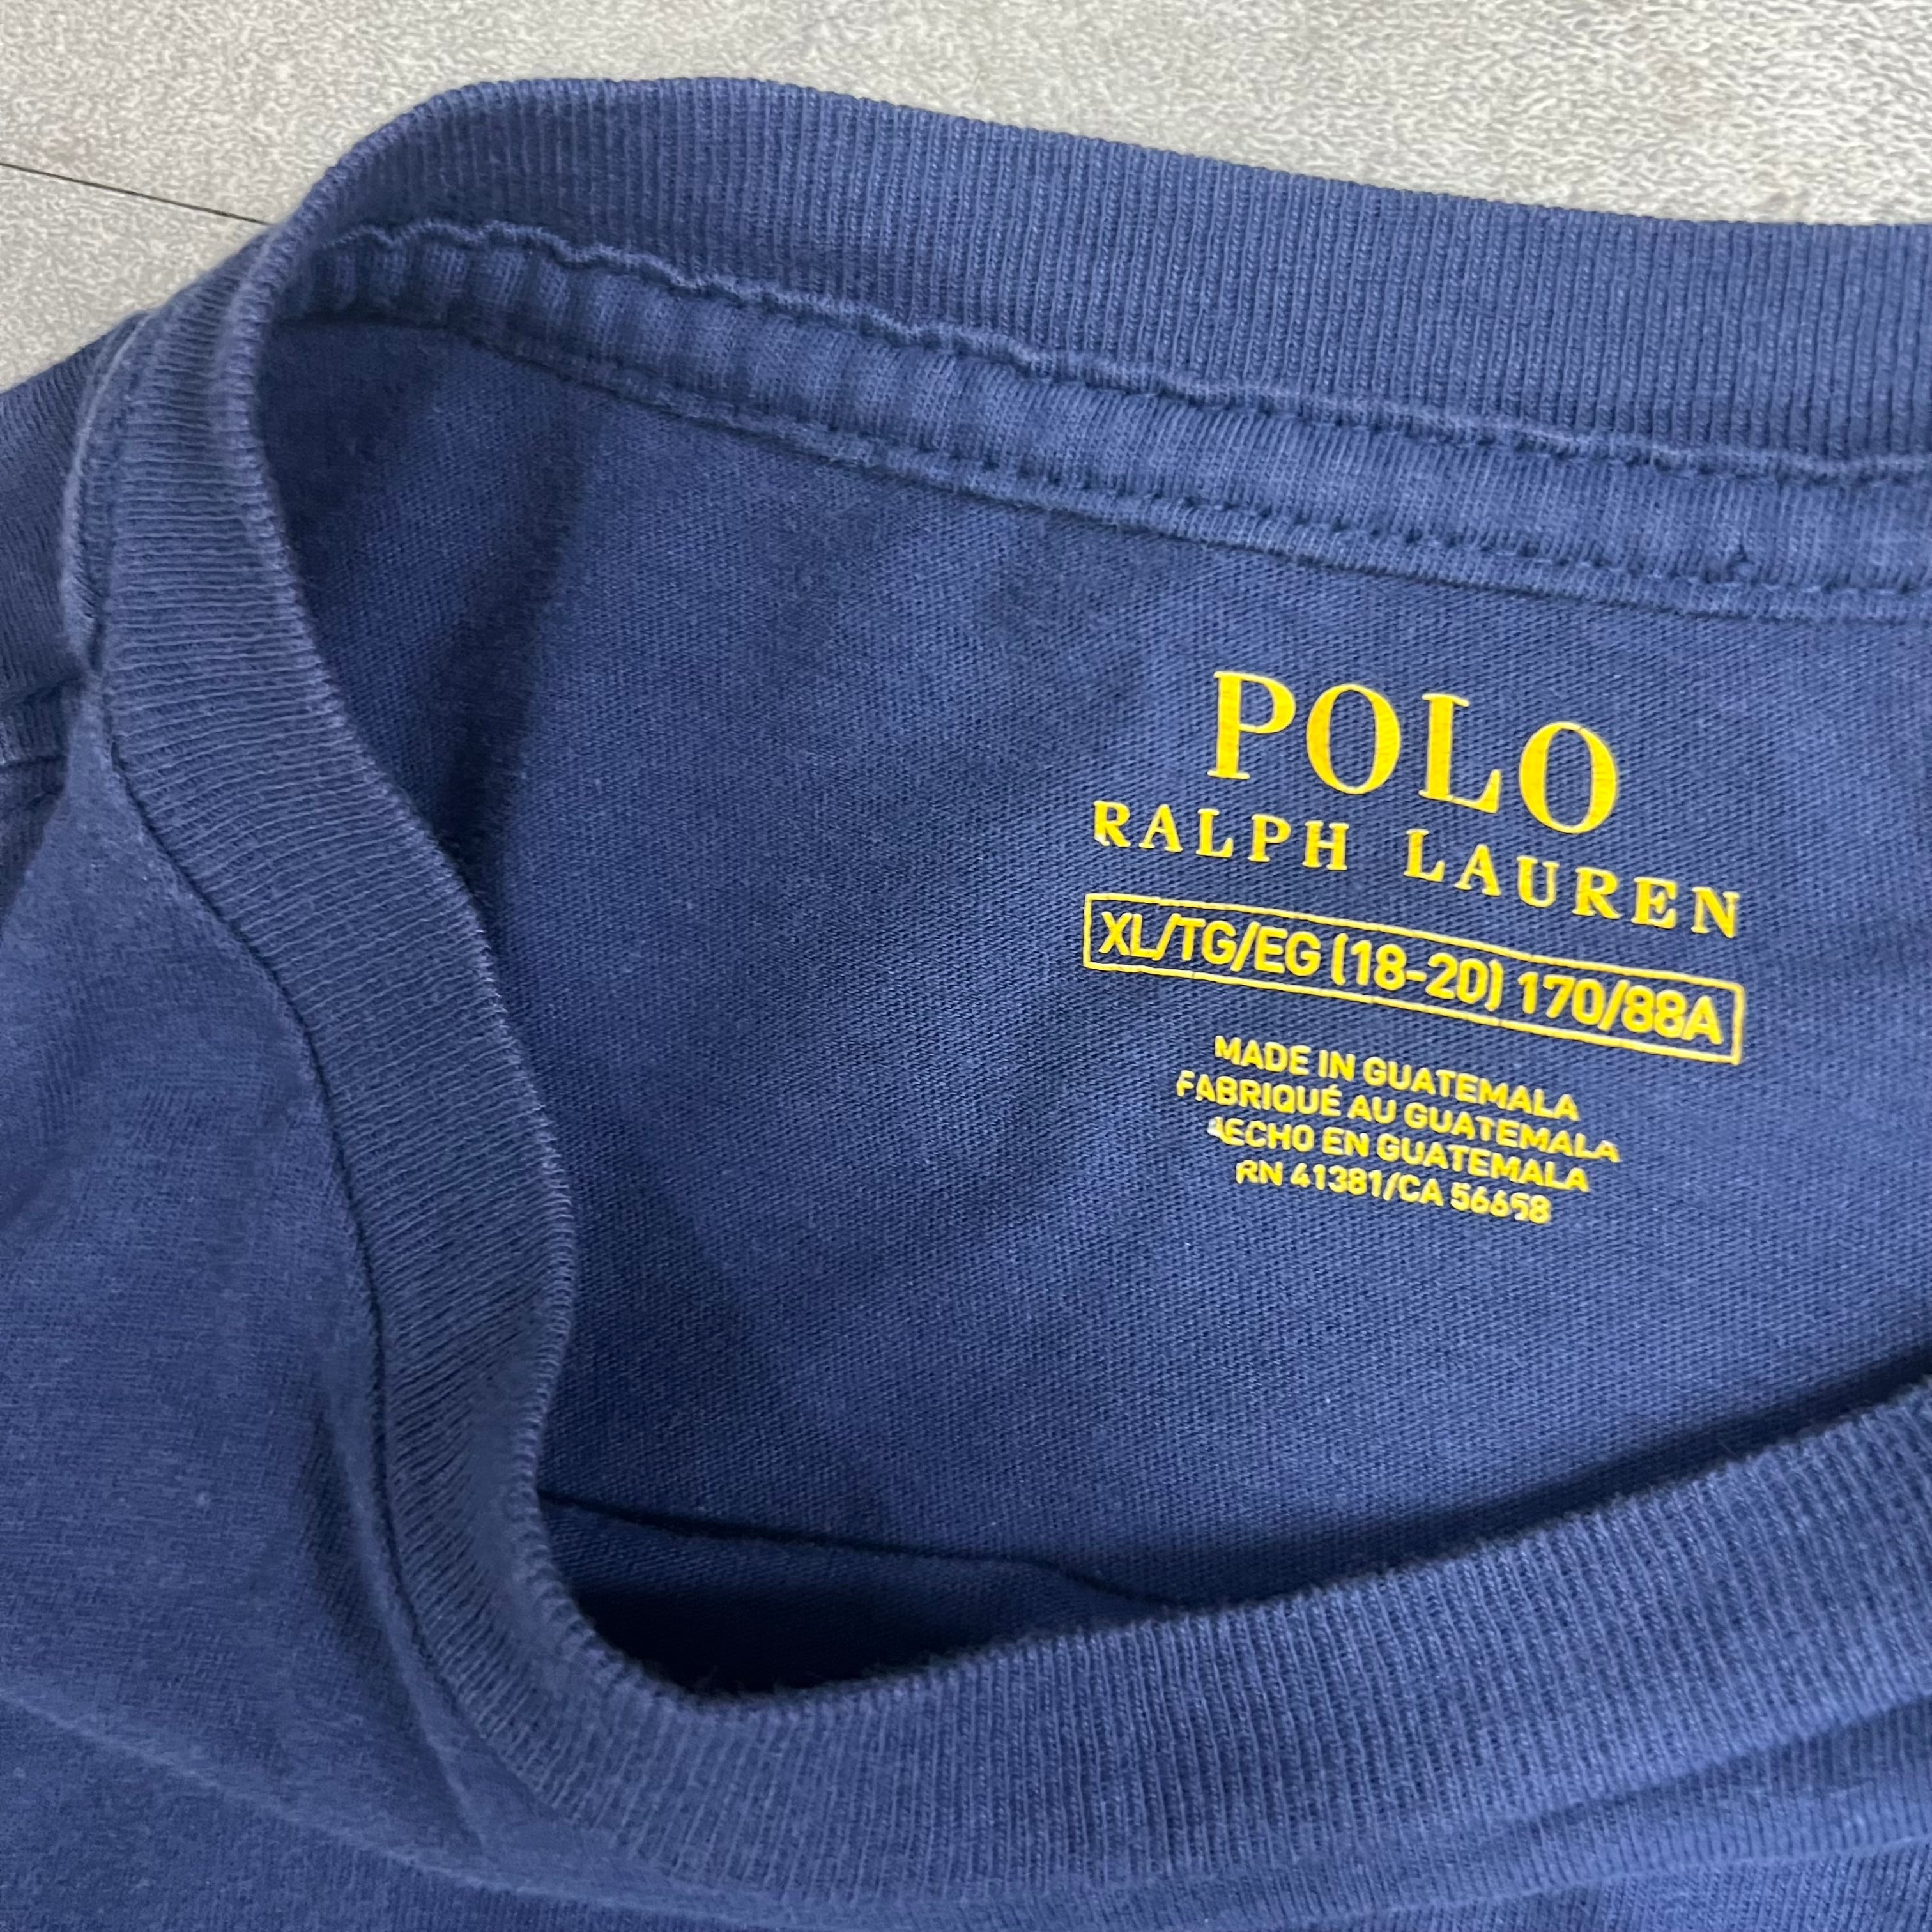 POLO
RALPH LAUREN
XL/TG/EG (18-20) 170/88A
MADE IN GUATEMALA
FABRIQUÉ AU GUATEMALA
HECHO EN GUATEMALA
RN 41381/CA 56658